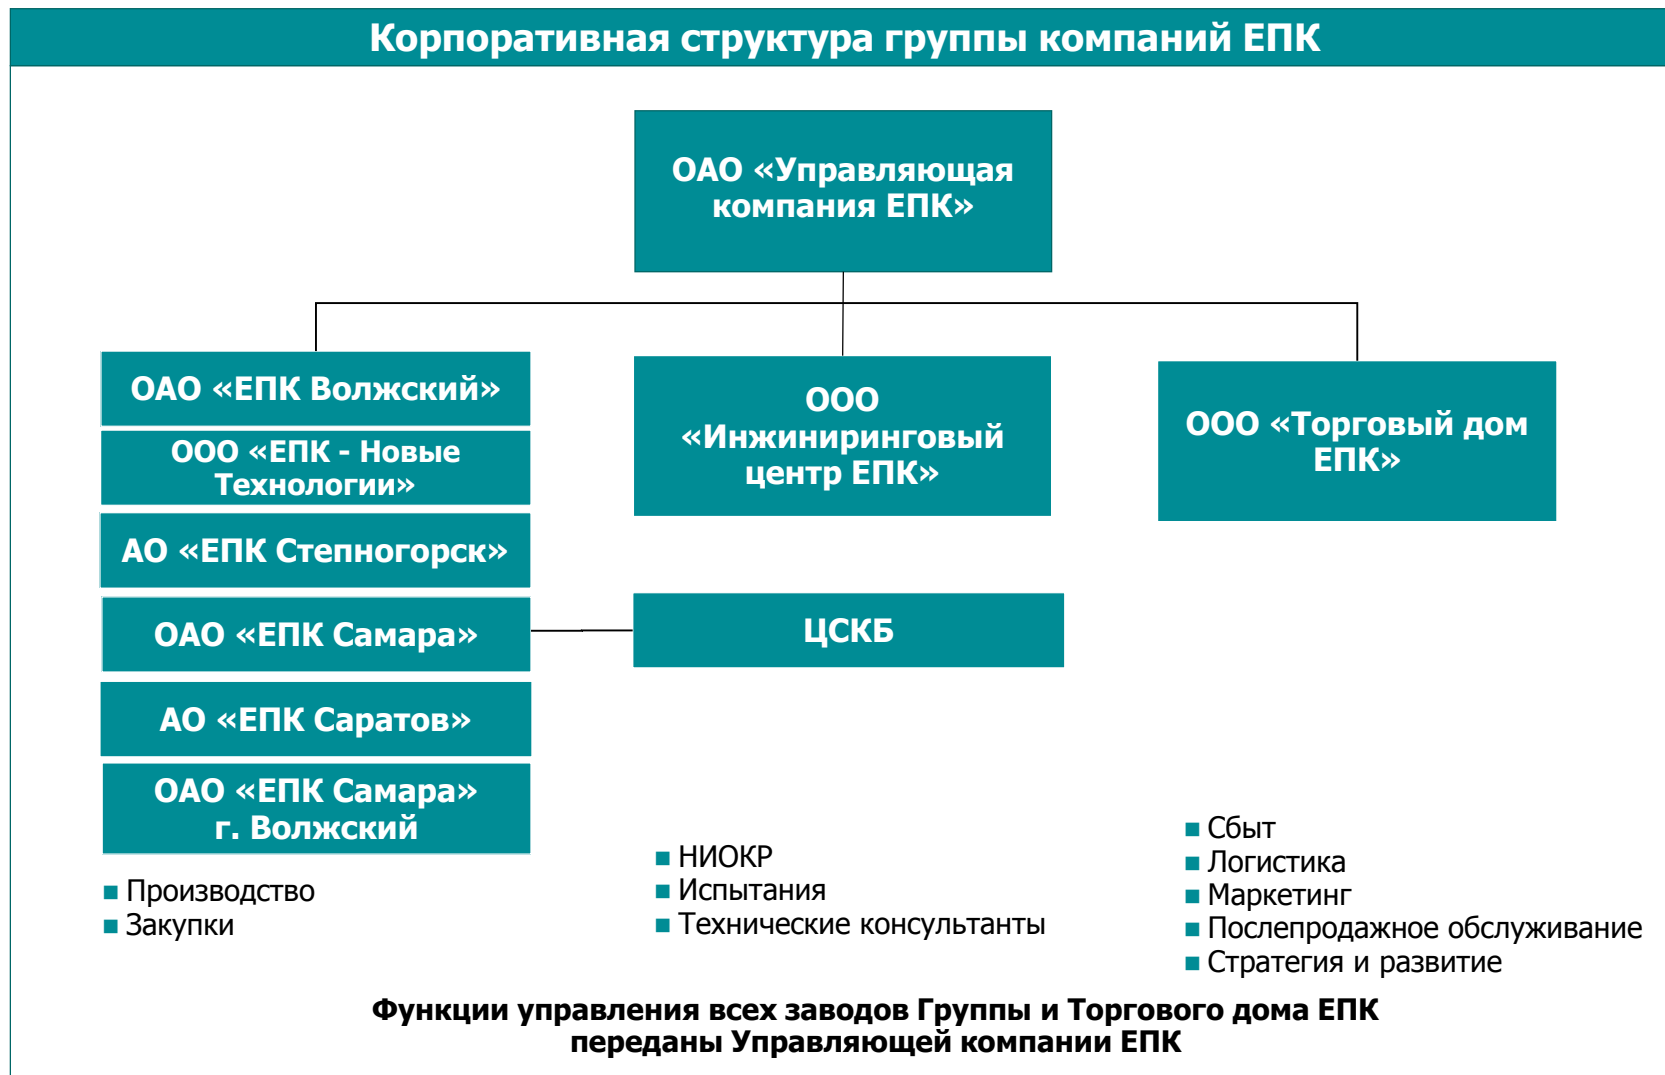 Корпоративная структура группы компаний ЕПК
ОАО «Управляющая
компания ЕПК»
ОАО «ЕПК Волжский»
ООО «ЕПК - Новые
Технологии»
АО «ЕПК Степногорск»
ОАО «ЕПК Самара»
АО «ЕПК Саратов»
ОАО «ЕПК Самара»
г. Волжский
Производство
Закупки
ООО
«Инжиниринговый
центр ЕПК»
ЦСКБ
НИОКР
Испытания
Технические консультанты
ООО «Торговый дом
ЕПК»
Сбыт
Логистика
Маркетинг
Послепродажное обслуживание
Стратегия и развитие
Функции управления всех заводов Группы и Торгового дома ЕПК
переданы Управляющей компании ЕПК